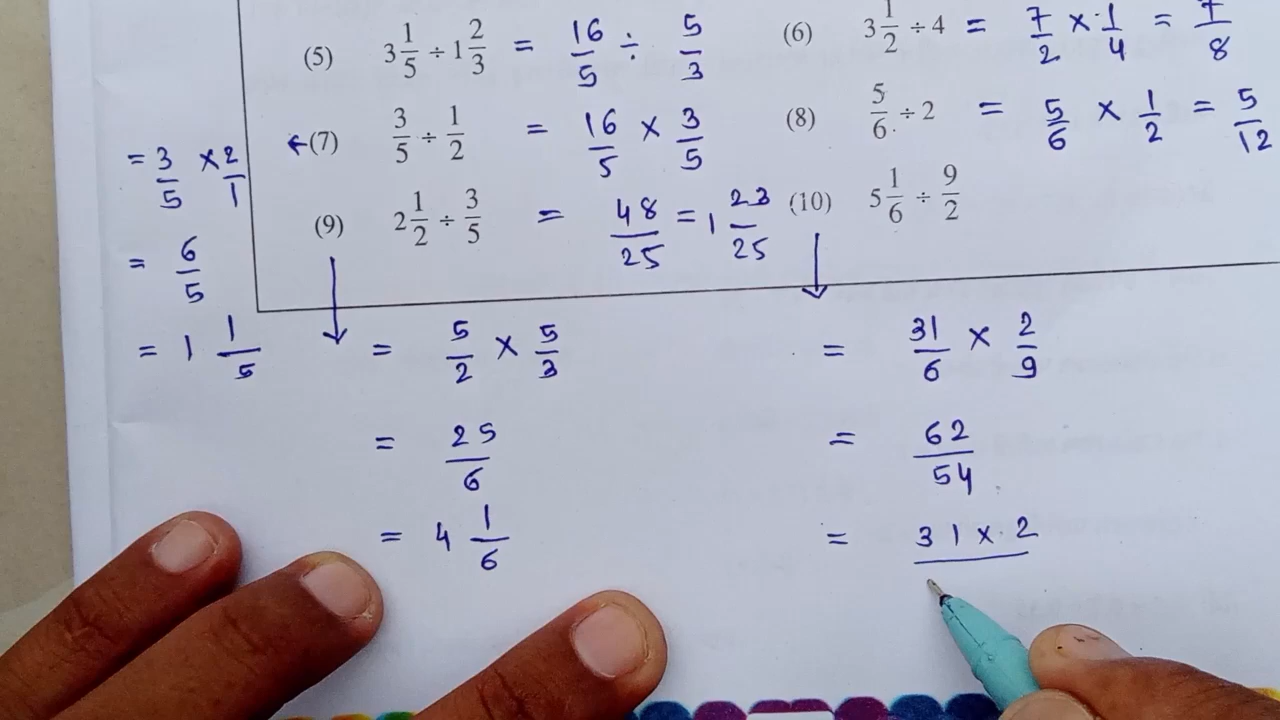 (5) 3 1/5 ÷ 1 2/3 = 16/5 ÷ 5/3
(6) 3 1/2 ÷ 4 = 7/2 × 1/4 = 7/8
←(7) 3/5 ÷ 1/2 = 16/5 × 3/5
(8) 5/6 ÷ 2 = 5/6 × 1/2 = 5/12
= 3/5 × 2/1
(9) 2 1/2 ÷ 3/5 = 48/25 = 1 23/25
(10) 5 1/6 ÷ 9/2
= 6/5
= 1 1/5
= 5/2 × 5/3
= 31/6 × 2/9
= 25/6
= 62/54
= 4 1/6
= 31 × 2